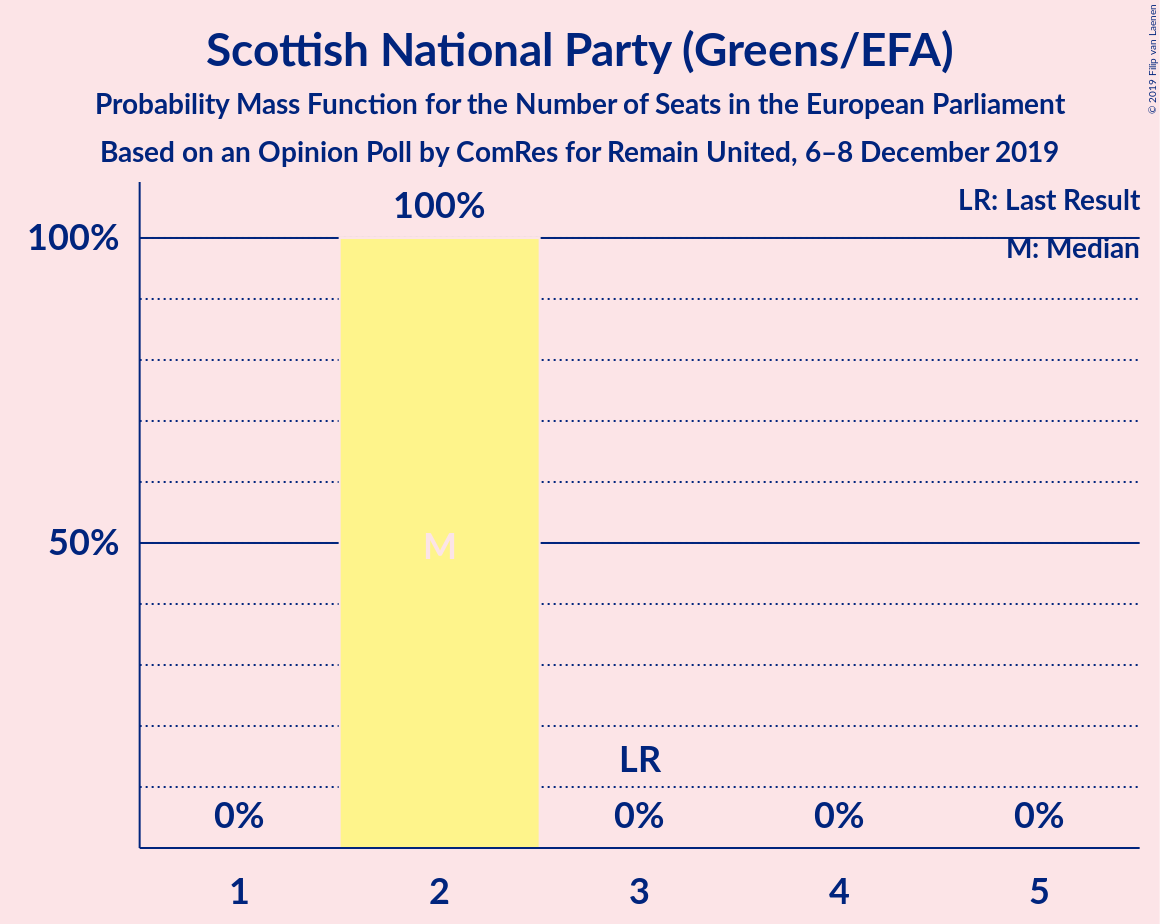 Scottish National Party (Greens/EFA)
Probability Mass Function for the Number of Seats in the European Parliament
Based on an Opinion Poll by ComRes for Remain United, 6–8 December 2019
© 2019 Filip van Laenen
LR: Last Result
M: Median
100%
100%
50%
M
LR
0%
0%
0%
0%
1
2
3
4
5